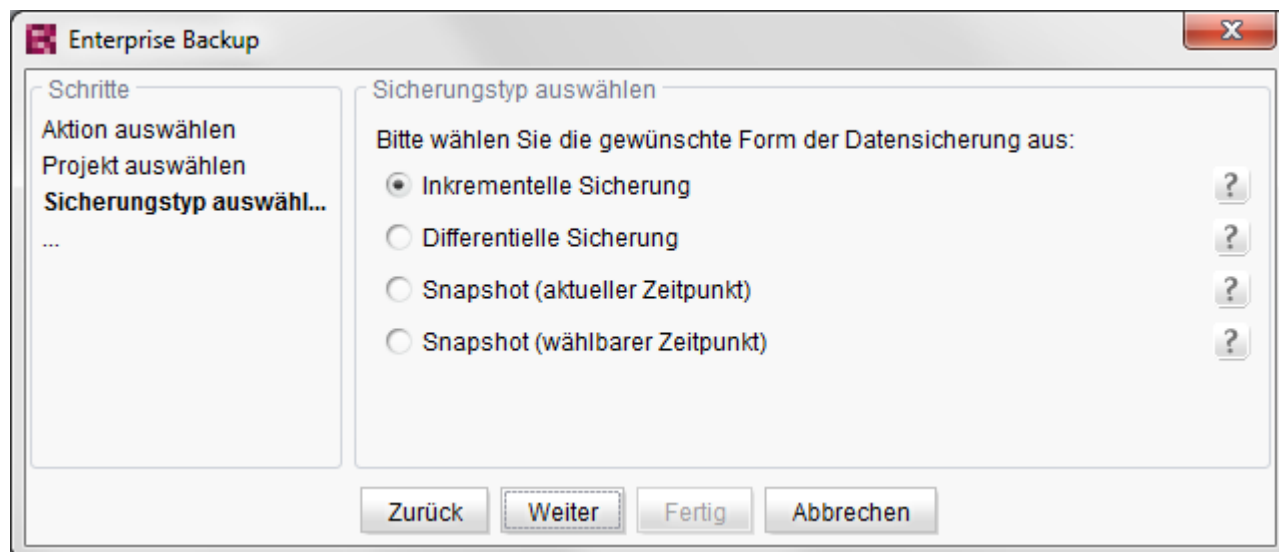 Enterprise Backup
x
Schritte
Aktion auswählen
Projekt auswählen
Sicherungstyp auswähl...
...
Sicherungstyp auswählen
Bitte wählen Sie die gewünschte Form der Datensicherung aus:
Inkrementelle Sicherung ?
Differentielle Sicherung ?
Snapshot (aktueller Zeitpunkt) ?
Snapshot (wählbarer Zeitpunkt) ?
Zurück Weiter Fertig Abbrechen